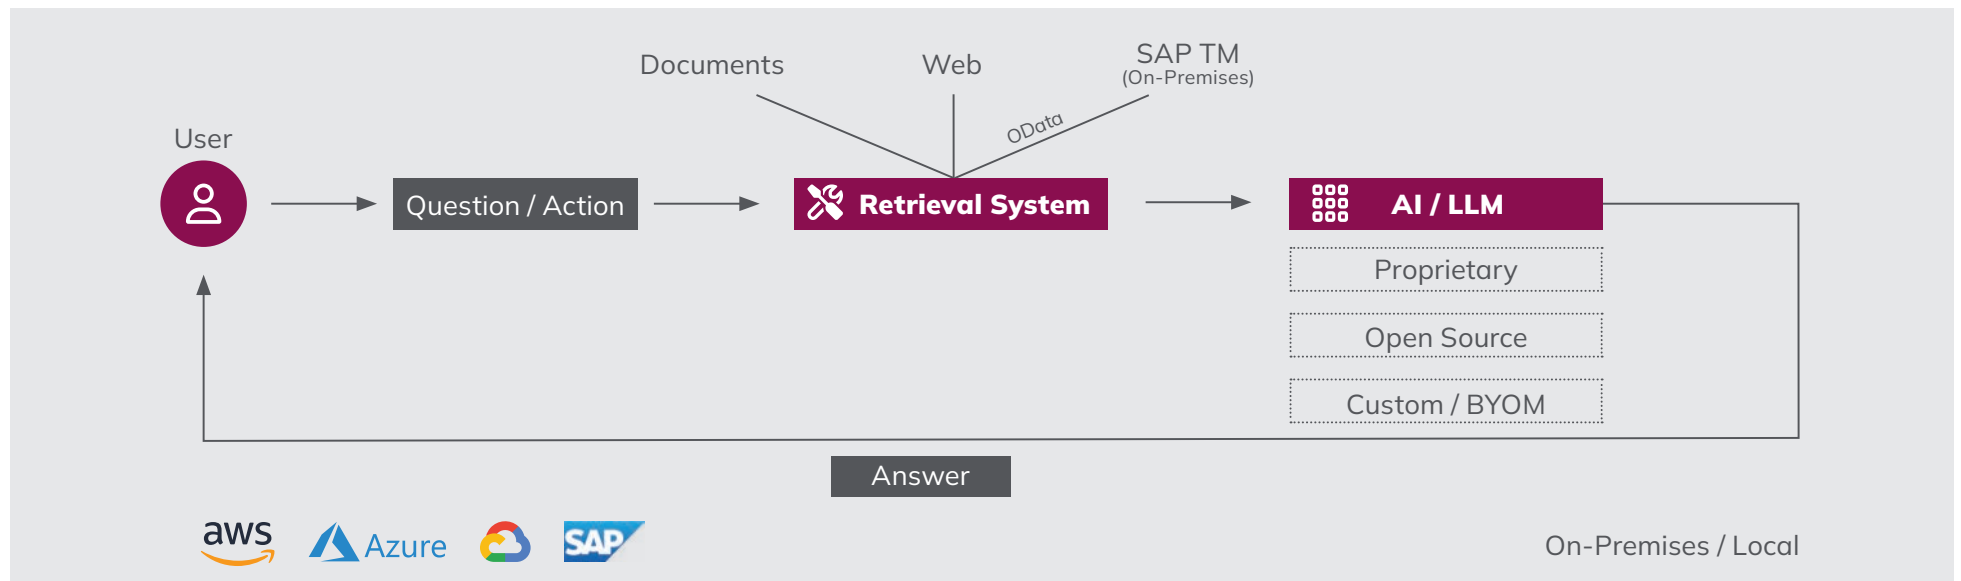 Documents
Web
SAP TM
(On-Premises)
OData
User
Question / Action
Retrieval System
AI / LLM
Proprietary
Open Source
Custom / BYOM
Answer
aws
Azure
SAP
On-Premises / Local